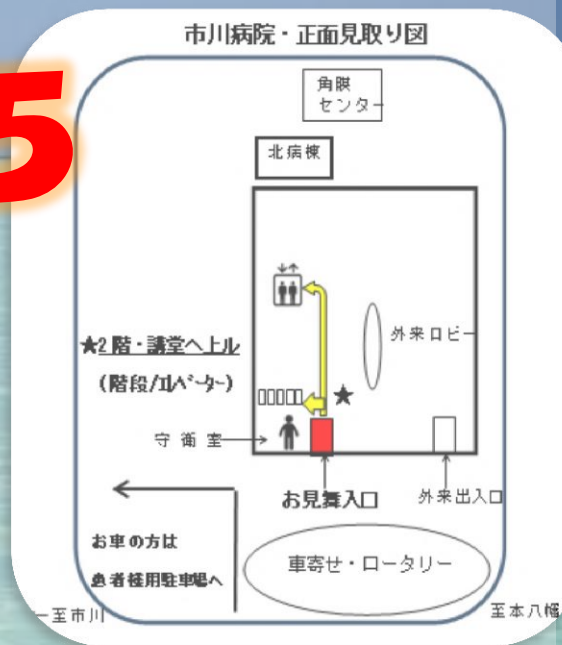 市川病院・正面見取り図
5
角膜
センター
北病棟
外来ロビー
★2階・講堂へ上ル
(階段/エレベーター)
★
守衛室
お見舞入口
外来出入口
お車の方は
患者様用駐車場へ
車寄せ・ロータリー
至市川
至本八幡